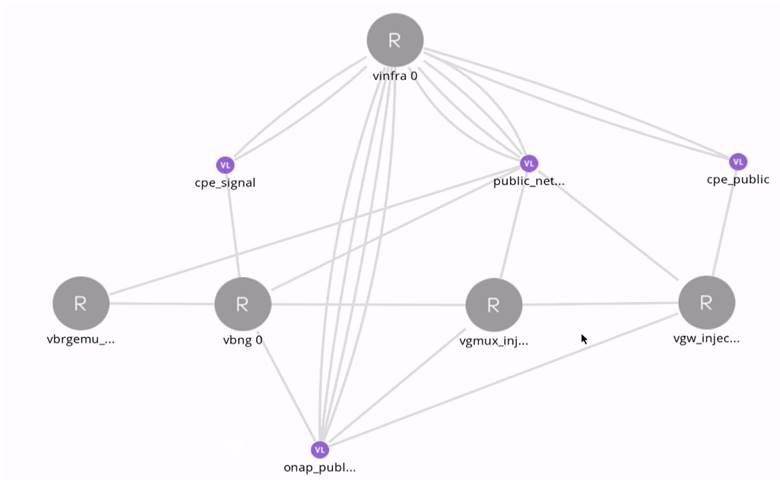 R
vinfra 0
VL
cpe_signal
VL
public_net...
VL
cpe_public
R
vbrgemu_...
R
vbng 0
R
vgmux_inj...
R
vgw_injec...
VL
onap_publ...